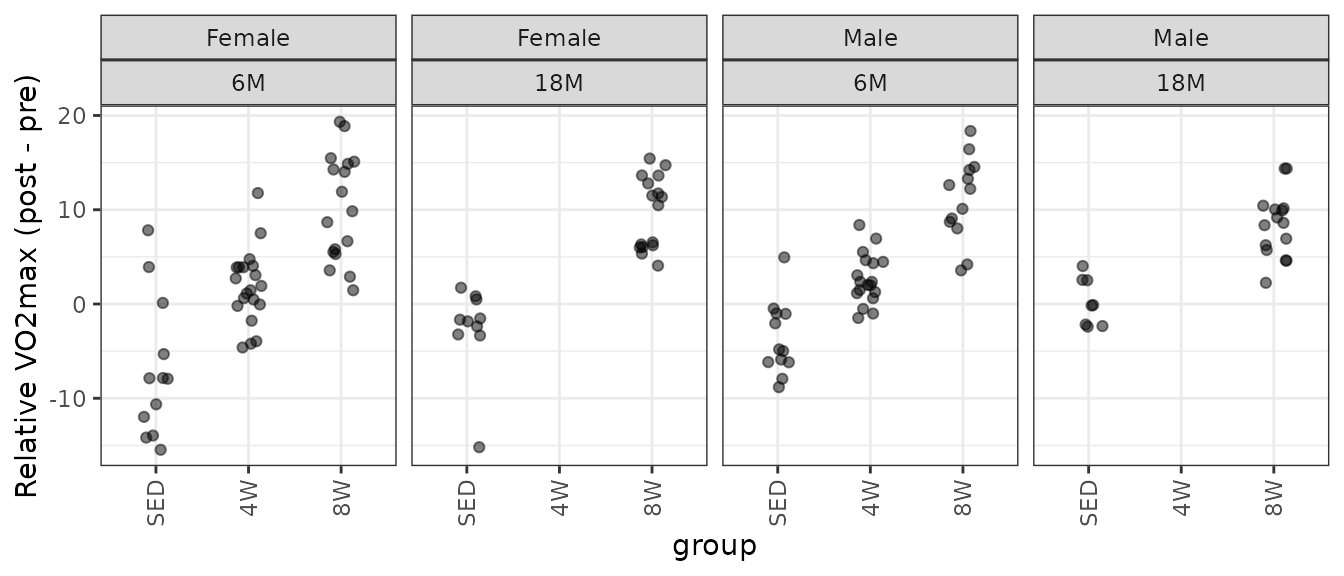 Female Female Male Male
6M 18M 6M 18M
Relative VO2max (post - pre)
20
10
0
-10
SED 4W 8W SED 4W 8W SED 4W 8W SED 4W 8W
group